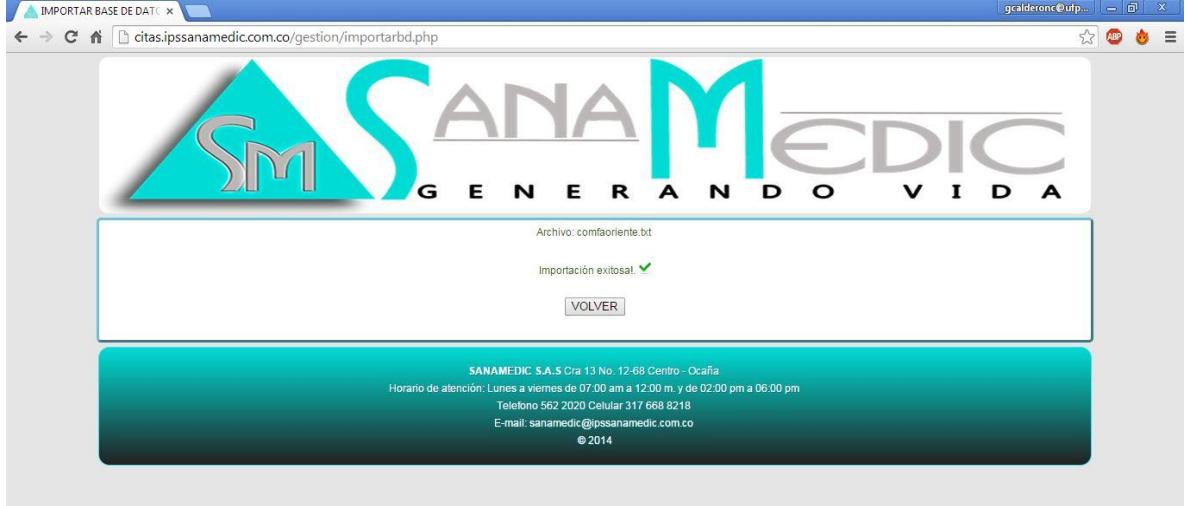 IMPORTAR BASE DE DATO
gcalderonc@ufp...
citas.ipssanamedic.com.co/gestion/importarbd.php
ABP
SM SANAMEDIC
GENERANDO VIDA
Archivo: comfaoriente.txt
Importación exitosa!.
VOLVER
SANAMEDIC S.A.S Cra 13 No. 12-68 Centro - Ocaña
Horario de atención: Lunes a viernes de 07:00 am a 12:00 m. y de 02:00 pm a 06:00 pm
Telefono 562 2020 Celular 317 668 8218
E-mail: sanamedic@ipssanamedic.com.co
© 2014